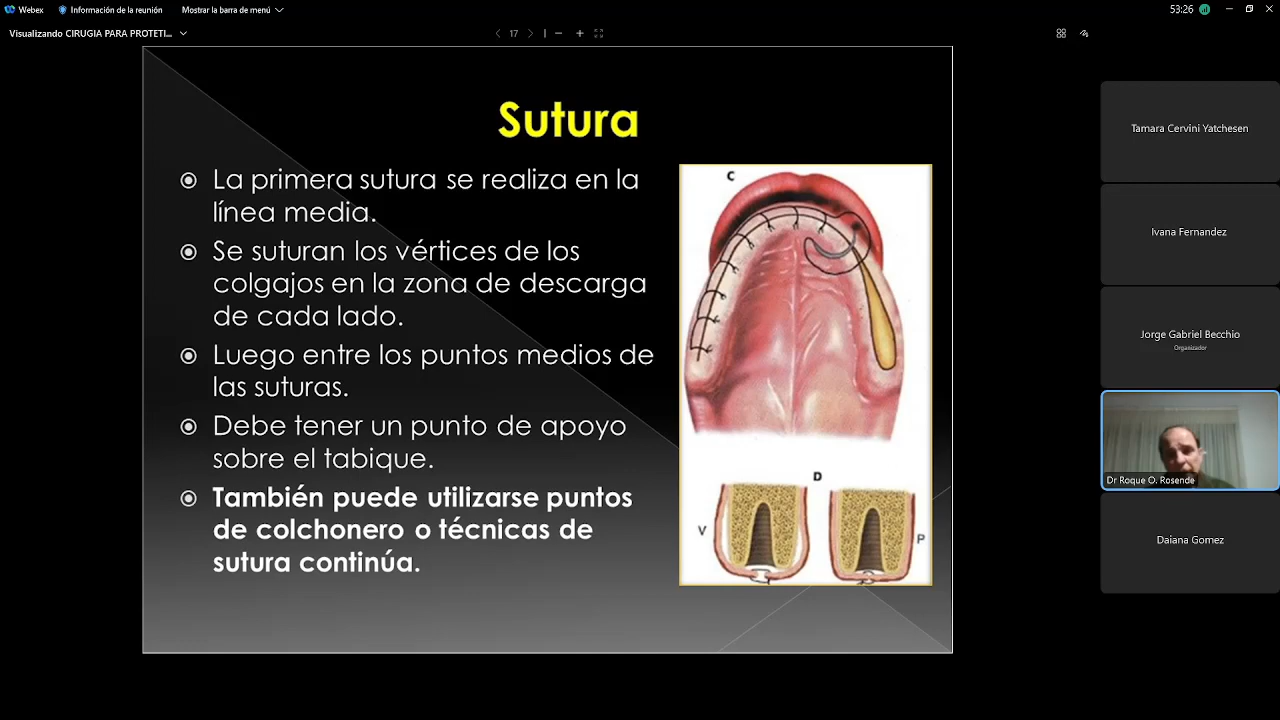 Webex
Información de la reunión
Mostrar la barra de menú
53:26
Visualizando CIRUGIA PARA PROTETI...
17
Sutura
La primera sutura se realiza en la
línea media.
Se suturan los vértices de los
colgajos en la zona de descarga
de cada lado.
Luego entre los puntos medios de
las suturas.
Debe tener un punto de apoyo
sobre el tabique.
También puede utilizarse puntos
de colchonero o técnicas de
sutura continúa.
C
D
V
P
Tamara Cervini Yatchesen
Ivana Fernandez
Jorge Gabriel Becchio
Organizador
Dr Roque O. Rosende
Daiana Gomez